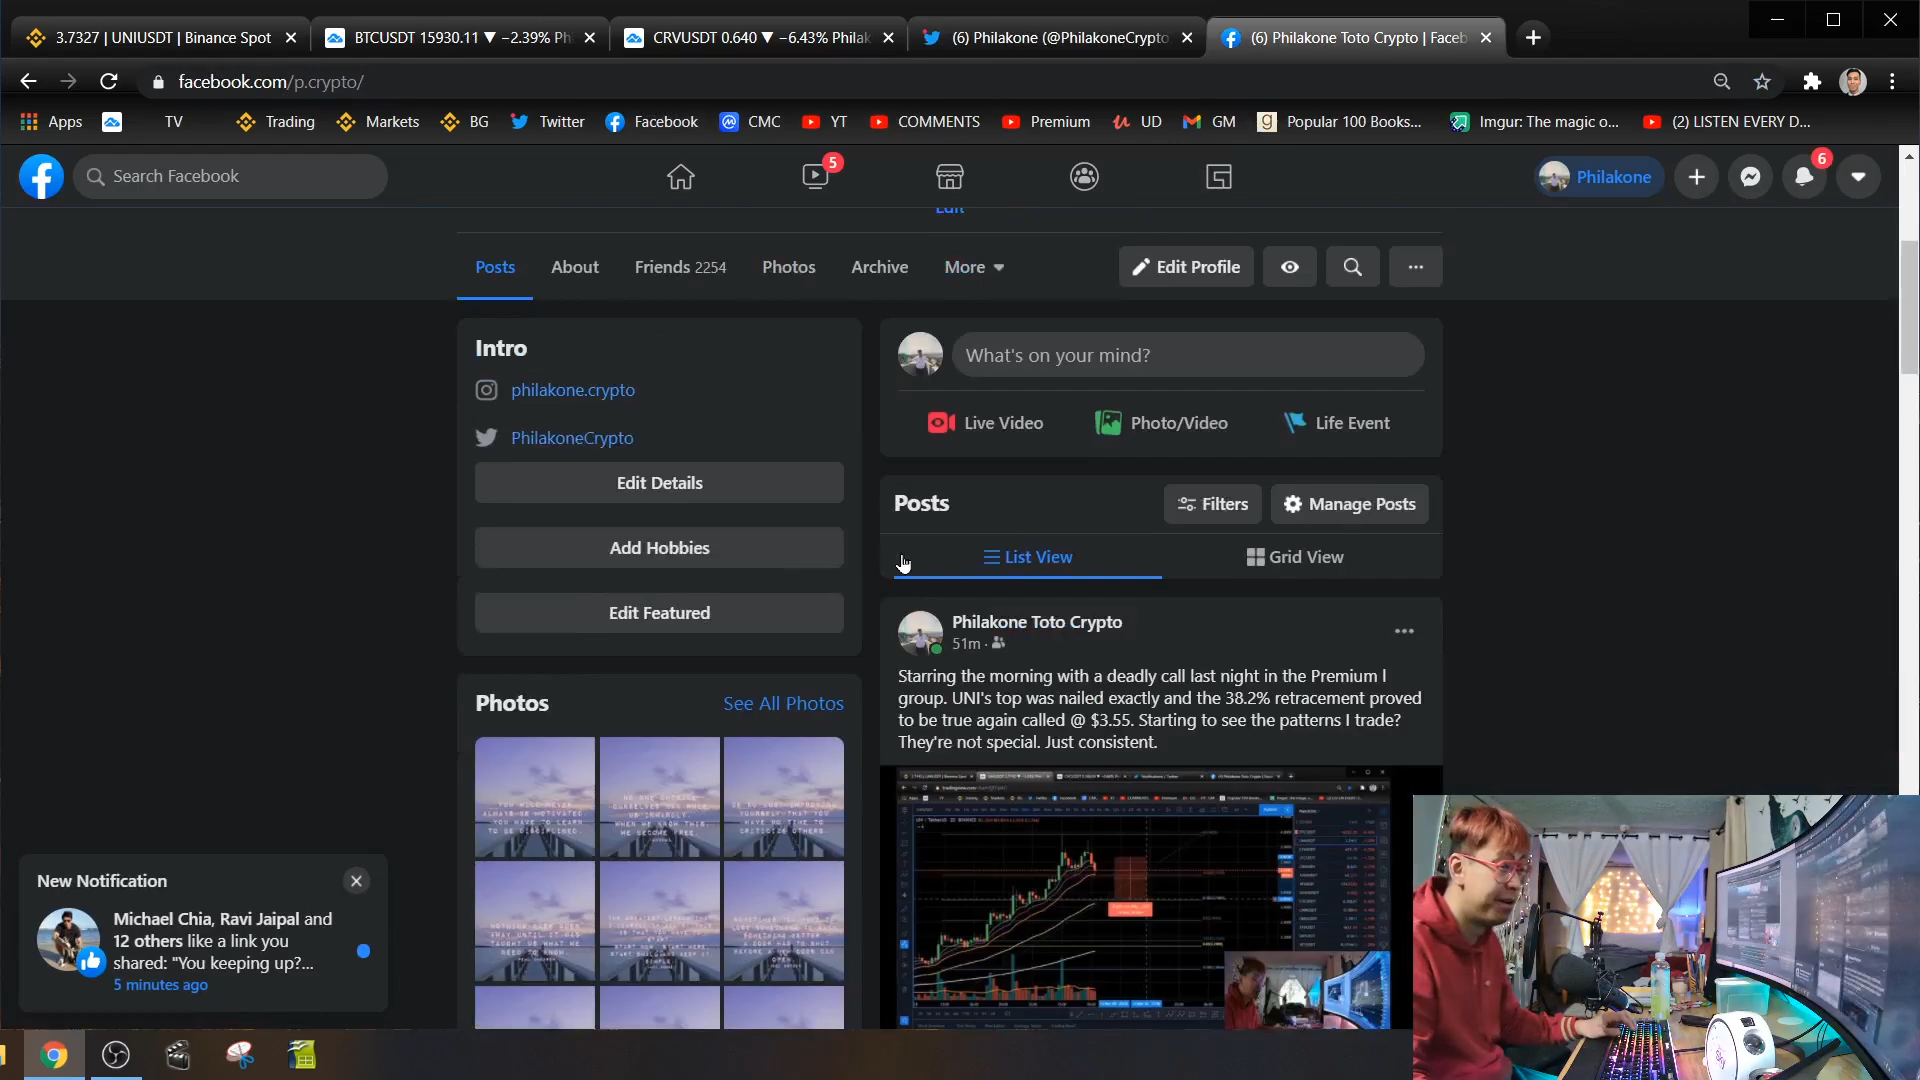 3.7327 | UNIUSDT | Binance Spot
BTCUSDT 15930.11 ▼ −2.39% Ph
CRVUSDT 0.640 ▼ −6.43% Philak
(6) Philakone (@PhilakoneCrypto
(6) Philakone Toto Crypto | Faceb
facebook.com/p.crypto/
Apps
TV
Trading
Markets
BG
Twitter
Facebook
CMC
YT
COMMENTS
Premium
UD
GM
Popular 100 Books...
Imgur: The magic o...
(2) LISTEN EVERY D...
Search Facebook
5
Philakone
6
Edit
Posts
About
Friends 2254
Photos
Archive
More
Edit Profile
Intro
philakone.crypto
PhilakoneCrypto
Edit Details
Add Hobbies
Edit Featured
Photos
See All Photos
What's on your mind?
Live Video
Photo/Video
Life Event
Posts
Filters
Manage Posts
List View
Grid View
Philakone Toto Crypto
51m ·
Starring the morning with a deadly call last night in the Premium I
group. UNI's top was nailed exactly and the 38.2% retracement proved
to be true again called @ $3.55. Starting to see the patterns I trade?
They're not special. Just consistent.
New Notification
Michael Chia, Ravi Jaipal and
12 others like a link you
shared: "You keeping up?...
5 minutes ago